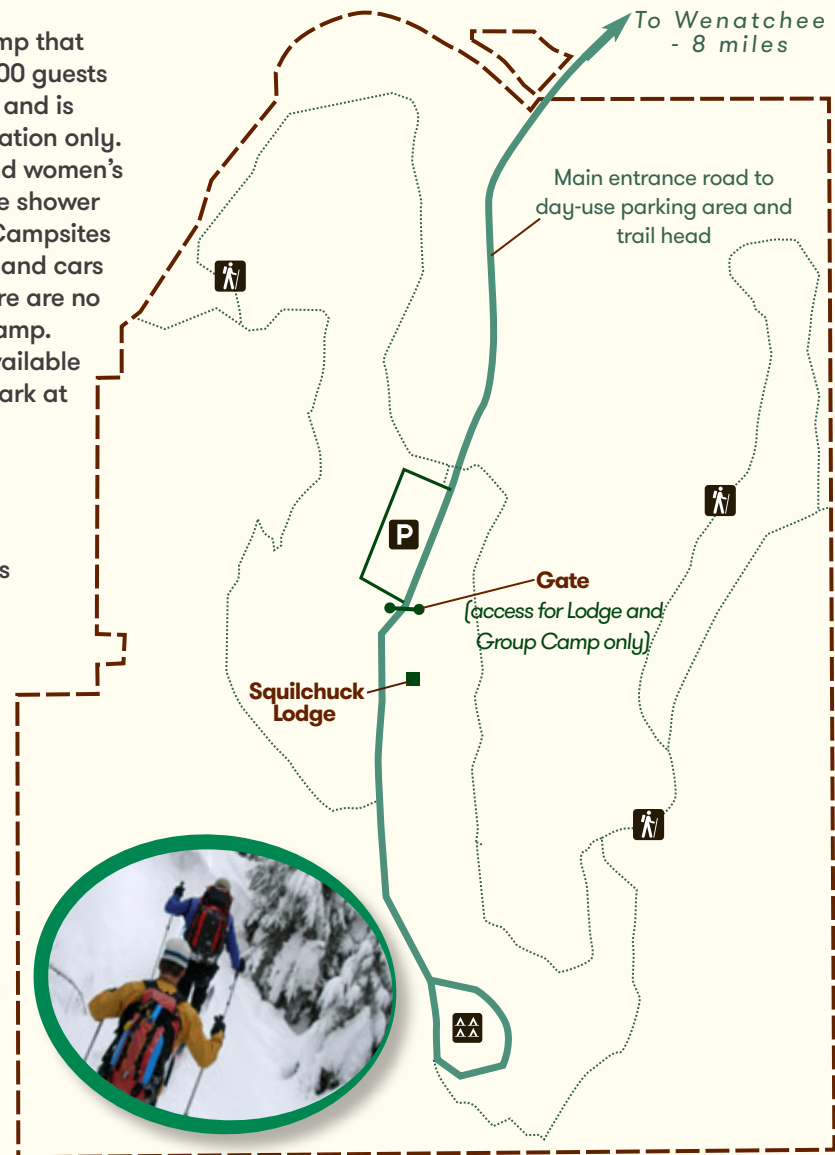 mp that
00 guests
and is
ation only.
nd women's
e shower
Campsites
and cars
re are no
amp.
vailable
ark at
s
To Wenatchee
- 8 miles
Main entrance road to
day-use parking area and
trail head
P
Gate
(access for Lodge and
Group Camp only)
Squilchuck
Lodge